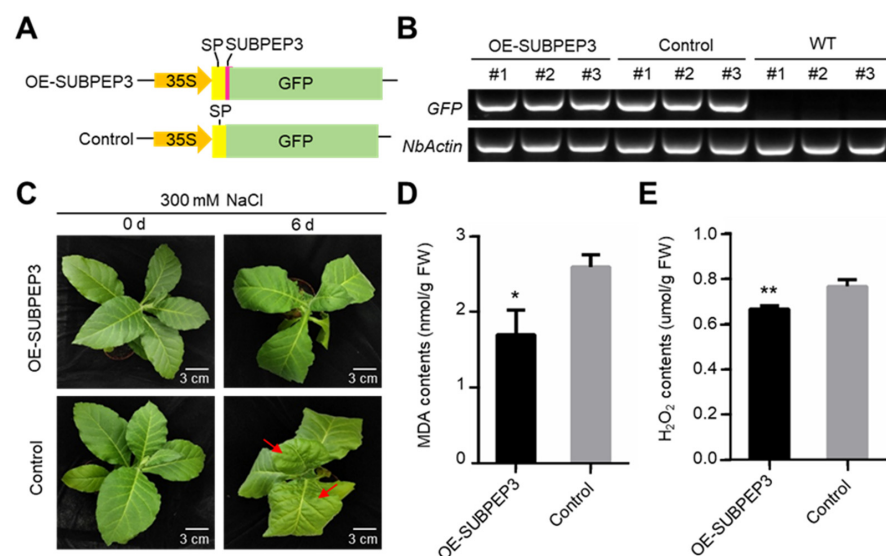 A
SP SUBPEP3
OE-SUBPEP3 35S GFP
SP
Control 35S GFP
B
OE-SUBPEP3 Control WT
#1 #2 #3 #1 #2 #3 #1 #2 #3
GFP
NbActin
C
300 mM NaCl
0 d 6 d
OE-SUBPEP3
3 cm 3 cm
Control
3 cm 3 cm
D
MDA contents (nmol/g FW)
3
2
1
0
*
OE-SUBPEP3
Control
E
H₂O₂ contents (umol/g FW)
1.0
0.8
0.6
0.4
0.2
0.0
**
OE-SUBPEP3
Control